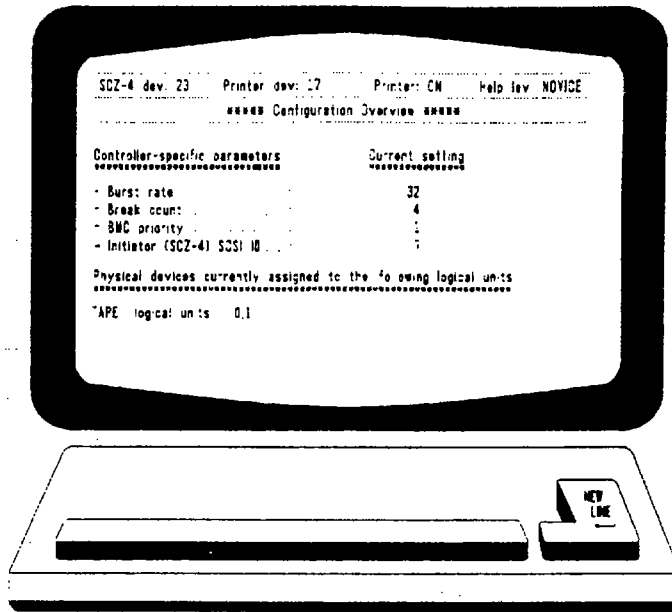 SCZ-4 dev: 23 Printer dev: 17 Printer: ON Help lev NOVICE
***** Configuration Overview *****
Controller-specific parameters Current setting
- Burst rate 32
- Break count 4
- BMC priority 1
- Initiator (SCZ-4) SCSI ID 7
Physical devices currently assigned to the following logical units
TAPE logical units 0,1
NEW
LINE